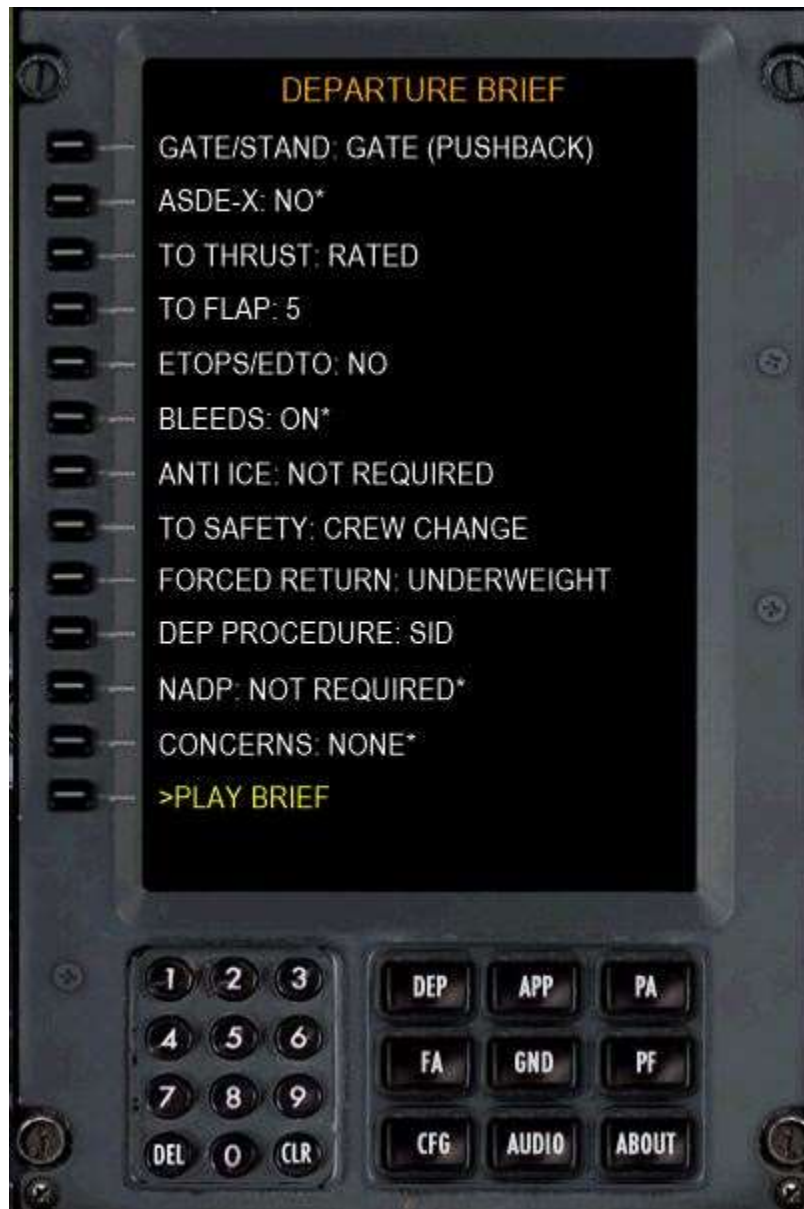 DEPARTURE BRIEF
GATE/STAND: GATE (PUSHBACK)
ASDE-X: NO*
TO THRUST: RATED
TO FLAP: 5
ETOPS/EDTO: NO
BLEEDS: ON*
ANTI ICE: NOT REQUIRED
TO SAFETY: CREW CHANGE
FORCED RETURN: UNDERWEIGHT
DEP PROCEDURE: SID
NADP: NOT REQUIRED*
CONCERNS: NONE*
>PLAY BRIEF
1 2 3 DEP APP PA
4 5 6 FA GND PF
7 8 9
DEL 0 CLR CFG AUDIO ABOUT